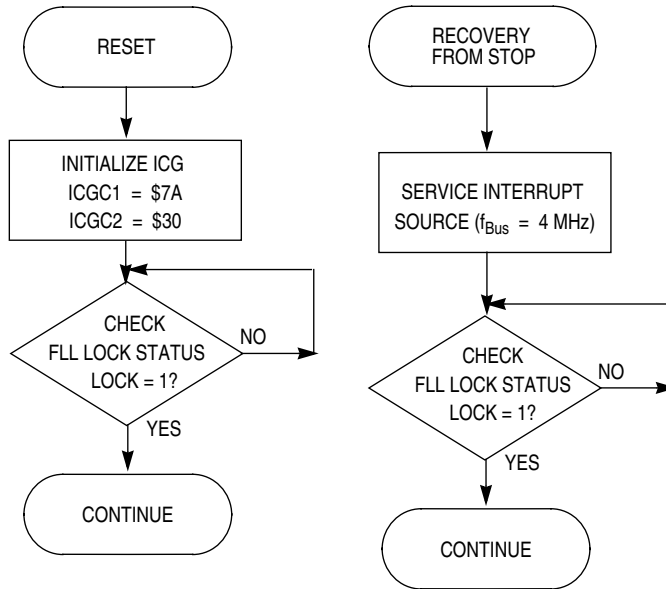 RESET
INITIALIZE ICG
ICGC1 = $7A
ICGC2 = $30
CHECK
FLL LOCK STATUS
LOCK = 1?
NO
YES
CONTINUE
RECOVERY
FROM STOP
SERVICE INTERRUPT
SOURCE (fBus = 4 MHz)
CHECK
FLL LOCK STATUS
LOCK = 1?
NO
YES
CONTINUE